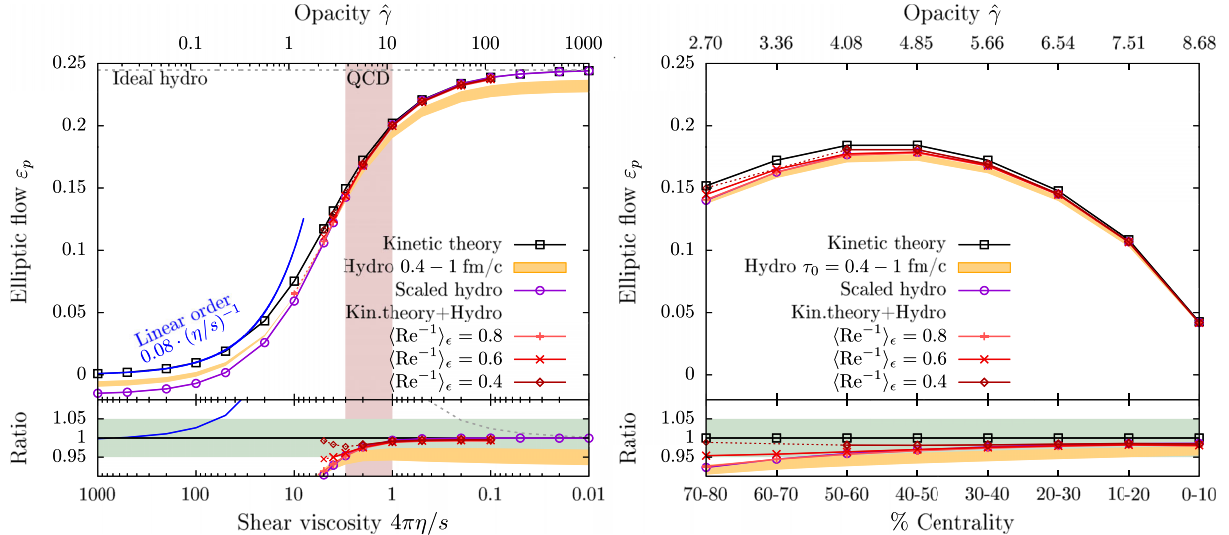 Opacity γ̂
0.1 1 10 100 1000
0.25
0.2
0.15
0.1
0.05
0
Elliptic flow εₚ
Ideal hydro
QCD
Linear order
0.08 · (η/s)⁻¹
Kinetic theory
Hydro 0.4 − 1 fm/c
Scaled hydro
Kin.theory+Hydro
⟨Re⁻¹⟩_ϵ = 0.8
⟨Re⁻¹⟩_ϵ = 0.6
⟨Re⁻¹⟩_ϵ = 0.4
Ratio
1.05
1
0.95
1000 100 10 1 0.1 0.01
Shear viscosity 4πη/s
Opacity γ̂
2.70 3.36 4.08 4.85 5.66 6.54 7.51 8.68
0.25
0.2
0.15
0.1
0.05
0
Elliptic flow εₚ
Kinetic theory
Hydro τ₀ = 0.4 − 1 fm/c
Scaled hydro
Kin.theory+Hydro
⟨Re⁻¹⟩_ϵ = 0.8
⟨Re⁻¹⟩_ϵ = 0.6
⟨Re⁻¹⟩_ϵ = 0.4
Ratio
1.05
1
0.95
70-80 60-70 50-60 40-50 30-40 20-30 10-20 0-10
% Centrality